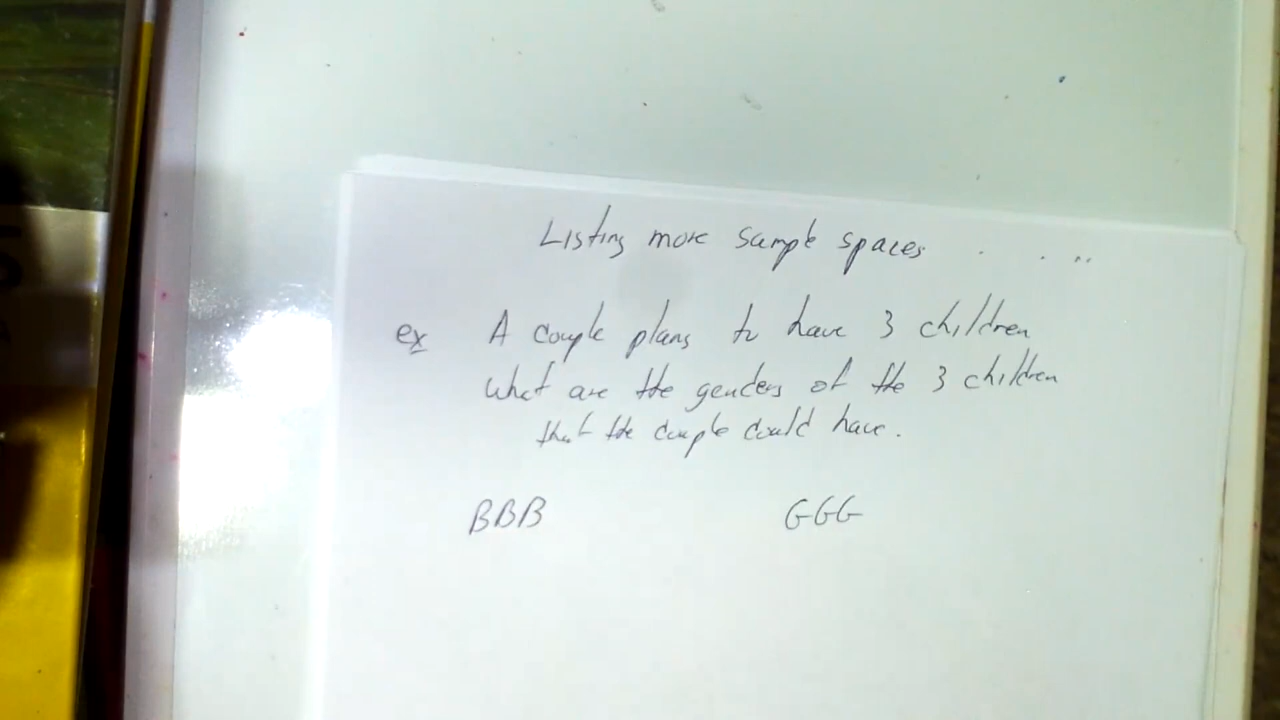 Listing more sample spaces . . . .
ex A couple plans to have 3 children
What are the genders of the 3 children
that the couple could have.
BBB GGG